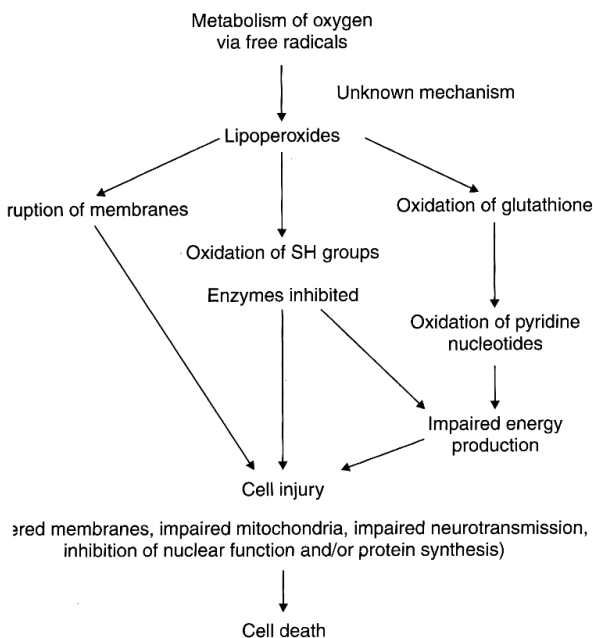 Metabolism of oxygen
via free radicals
Unknown mechanism
Lipoperoxides
ruption of membranes
Oxidation of glutathione
Oxidation of SH groups
Enzymes inhibited
Oxidation of pyridine
nucleotides
Impaired energy
production
Cell injury
ered membranes, impaired mitochondria, impaired neurotransmission,
inhibition of nuclear function and/or protein synthesis)
Cell death